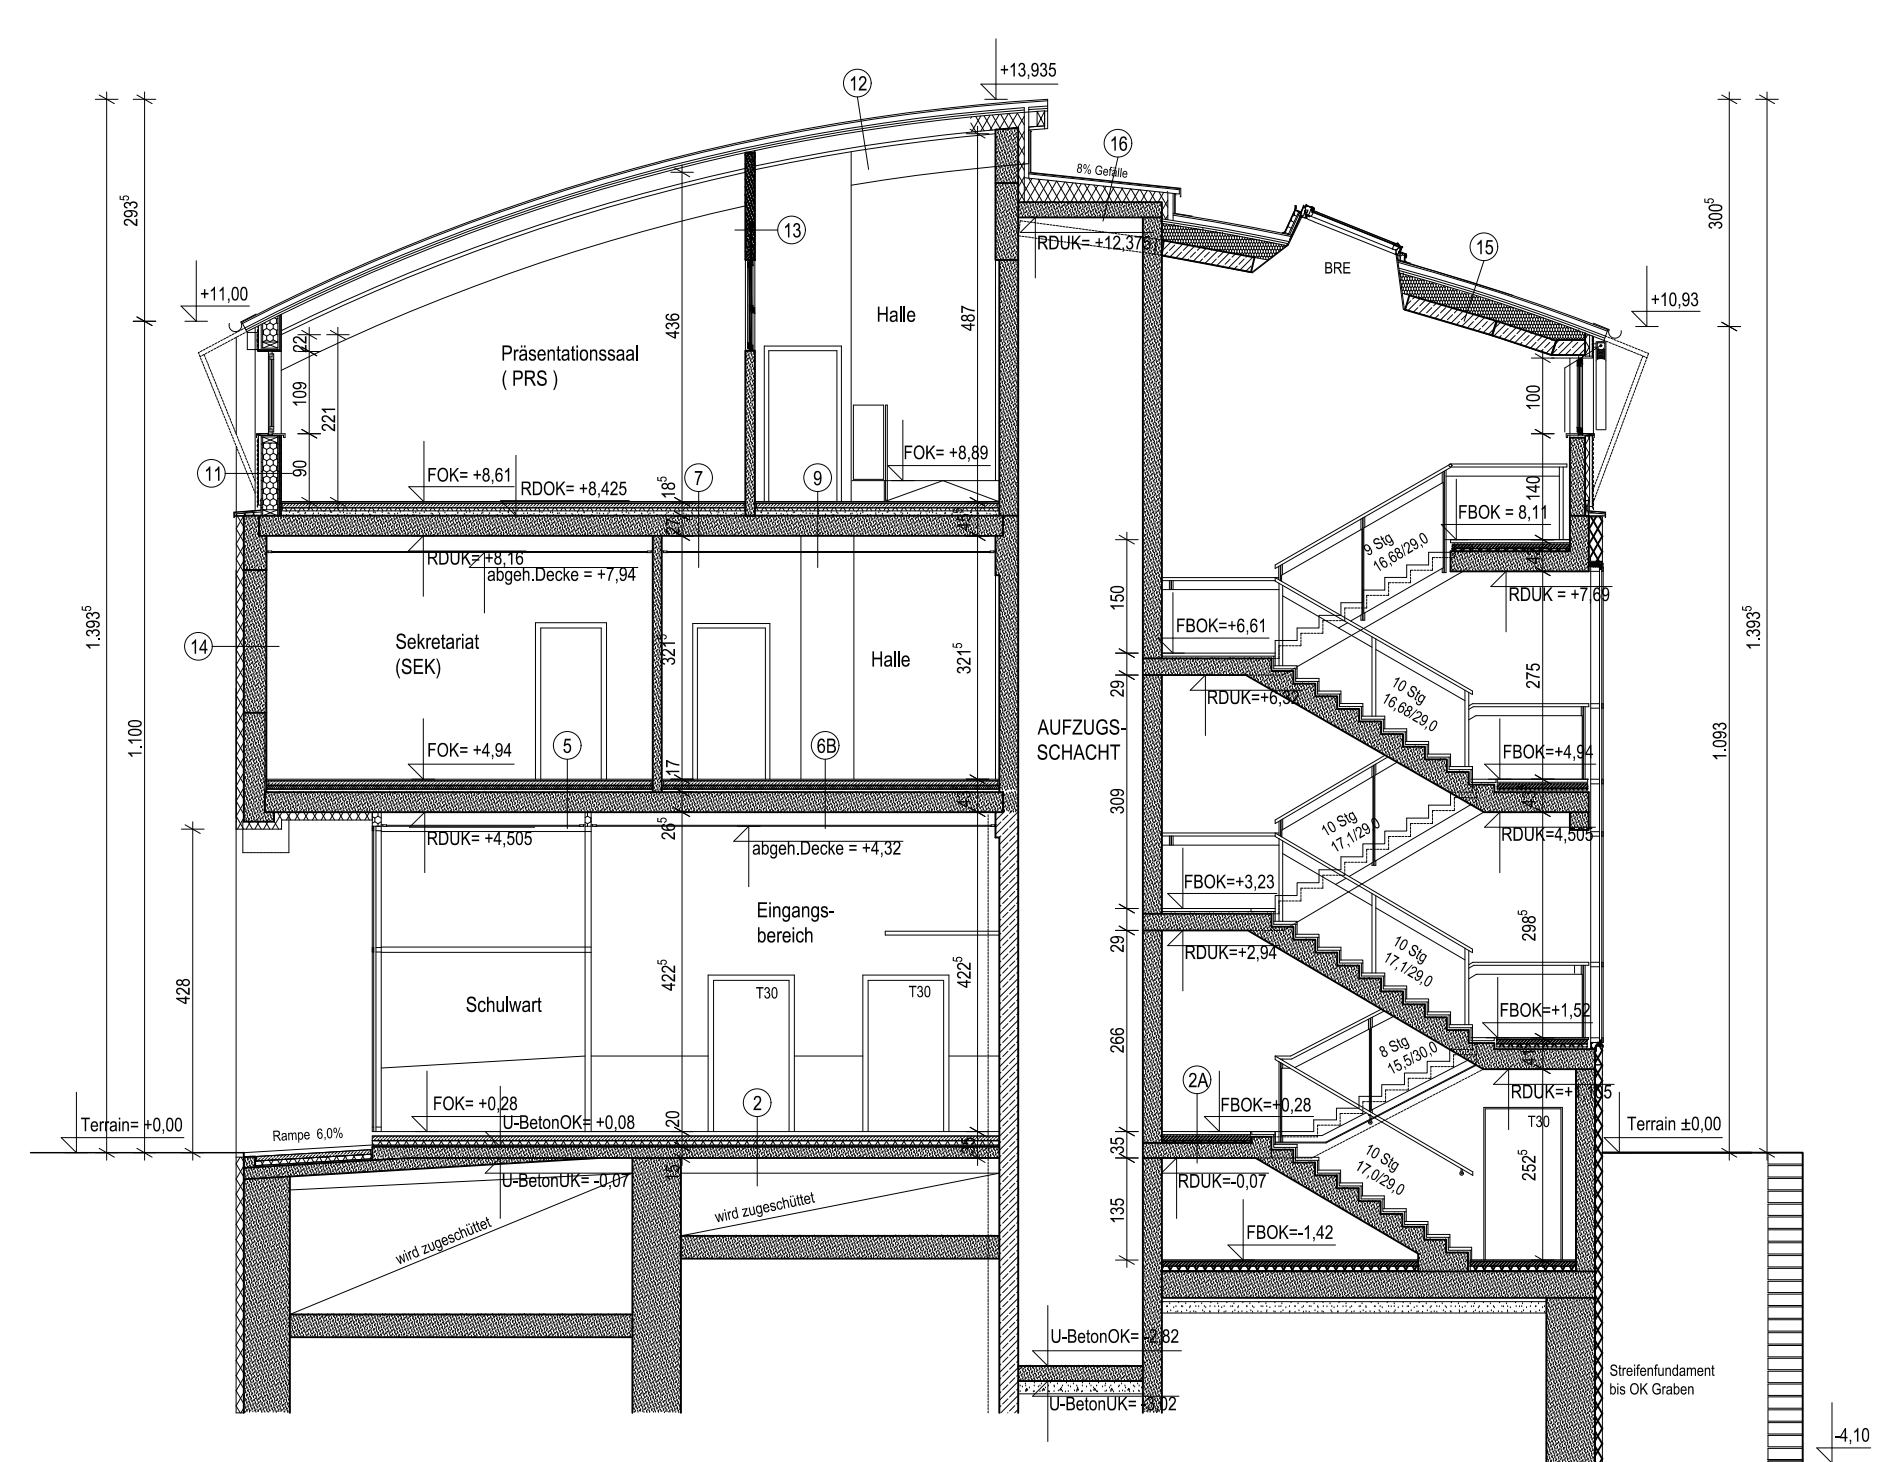 +13,935
12
16
8% Gefälle
293⁵
300⁵
13
RDUK= +12,375
15
BRE
+11,00
+10,93
Halle
436
487
22
Präsentationssaal
( PRS )
109
221
100
FOK= +8,89
11
90
FOK= +8,61
RDOK= +8,425
18⁵
7
9
140
FBOK = 8,11
27
RDUK= +8,16
abgeh.Decke = +7,94
9 Stg
16,68/29,0
RDUK = +7,69
150
1.393⁵
1.393⁵
14
Sekretariat
(SEK)
321⁵
Halle
321⁵
FBOK=+6,61
275
29
RDUK=+6,32
10 Stg
16,68/29,0
1.100
1.093
AUFZUGS-
SCHACHT
FOK= +4,94
5
6B
17
FBOK=+4,94
309
RDUK= +4,505
26⁵
abgeh.Decke = +4,32
10 Stg
17,1/29,0
RDUK=4,505
FBOK=+3,23
Eingangs-
bereich
298⁵
29
RDUK=+2,94
10 Stg
17,1/29,0
428
422⁵
422⁵
Schulwart
T30
T30
FBOK=+1,52
266
8 Stg
15,5/30,0
2A
2
FOK= +0,28
U-BetonOK= +0,08
20
FBOK=+0,28
T30
Terrain= +0,00
Rampe 6,0%
Terrain ±0,00
35
U-BetonUK= -0,07
15
RDUK=-0,07
10 Stg
17,0/29,0
252⁵
wird zugeschüttet
wird zugeschüttet
135
FBOK=-1,42
U-BetonOK= -2,82
U-BetonUK= -3,02
Streifenfundament
bis OK Graben
-4,10